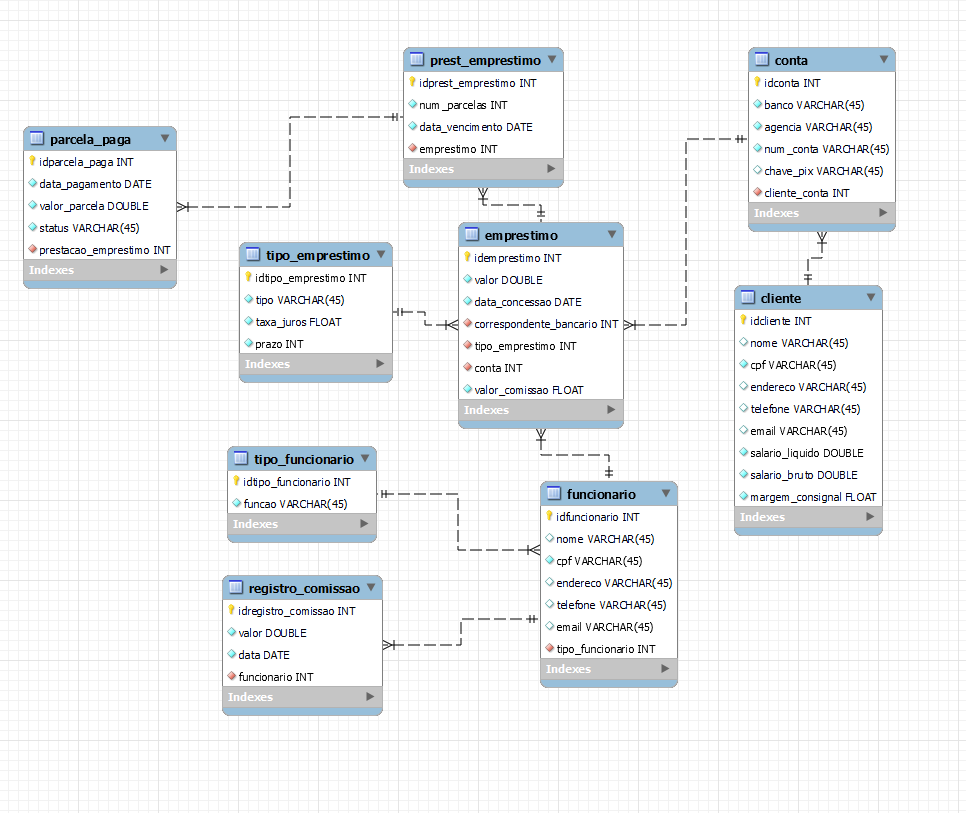 prest_emprestimo
idprest_emprestimo INT
num_parcelas INT
data_vencimento DATE
emprestimo INT
Indexes
conta
idconta INT
banco VARCHAR(45)
agencia VARCHAR(45)
num_conta VARCHAR(45)
chave_pix VARCHAR(45)
cliente_conta INT
Indexes
parcela_paga
idparcela_paga INT
data_pagamento DATE
valor_parcela DOUBLE
status VARCHAR(45)
prestacao_emprestimo INT
Indexes
tipo_emprestimo
idtipo_emprestimo INT
tipo VARCHAR(45)
taxa_juros FLOAT
prazo INT
Indexes
emprestimo
idemprestimo INT
valor DOUBLE
data_concessao DATE
correspondente_bancario INT
tipo_emprestimo INT
conta INT
valor_comissao FLOAT
Indexes
cliente
idcliente INT
nome VARCHAR(45)
cpf VARCHAR(45)
endereco VARCHAR(45)
telefone VARCHAR(45)
email VARCHAR(45)
salario_liquido DOUBLE
salario_bruto DOUBLE
margem_consignal FLOAT
Indexes
tipo_funcionario
idtipo_funcionario INT
funcao VARCHAR(45)
Indexes
funcionario
idfuncionario INT
nome VARCHAR(45)
cpf VARCHAR(45)
endereco VARCHAR(45)
telefone VARCHAR(45)
email VARCHAR(45)
tipo_funcionario INT
Indexes
registro_comissao
idregistro_comissao INT
valor DOUBLE
data DATE
funcionario INT
Indexes